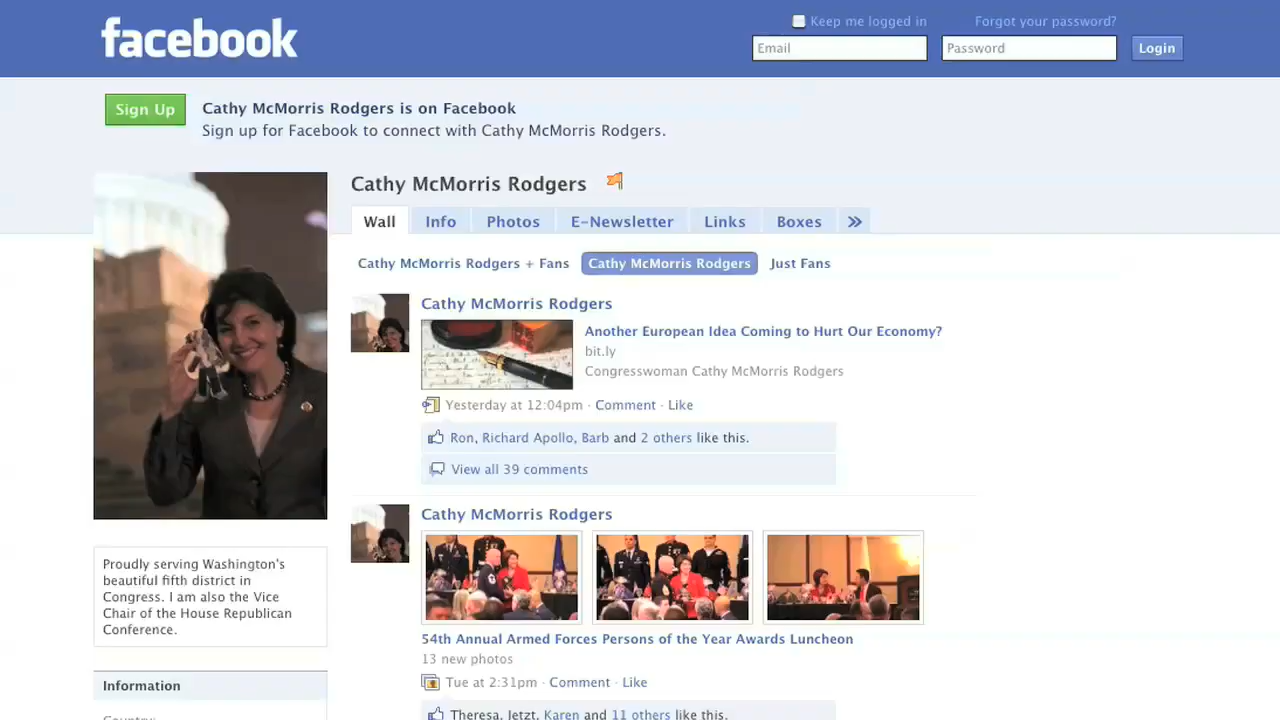 facebook
Keep me logged in
Forgot your password?
Email
Password
Login
Sign Up
Cathy McMorris Rodgers is on Facebook
Sign up for Facebook to connect with Cathy McMorris Rodgers.
Cathy McMorris Rodgers
Wall
Info
Photos
E-Newsletter
Links
Boxes
»
Cathy McMorris Rodgers + Fans
Cathy McMorris Rodgers
Just Fans
Cathy McMorris Rodgers
Another European Idea Coming to Hurt Our Economy?
bit.ly
Congresswoman Cathy McMorris Rodgers
Yesterday at 12:04pm · Comment · Like
Ron, Richard Apollo, Barb and 2 others like this.
View all 39 comments
Cathy McMorris Rodgers
54th Annual Armed Forces Persons of the Year Awards Luncheon
13 new photos
Tue at 2:31pm · Comment · Like
Theresa, Jetzt, Karen and 11 others like this.
Proudly serving Washington's
beautiful fifth district in
Congress. I am also the Vice
Chair of the House Republican
Conference.
Information
Country: